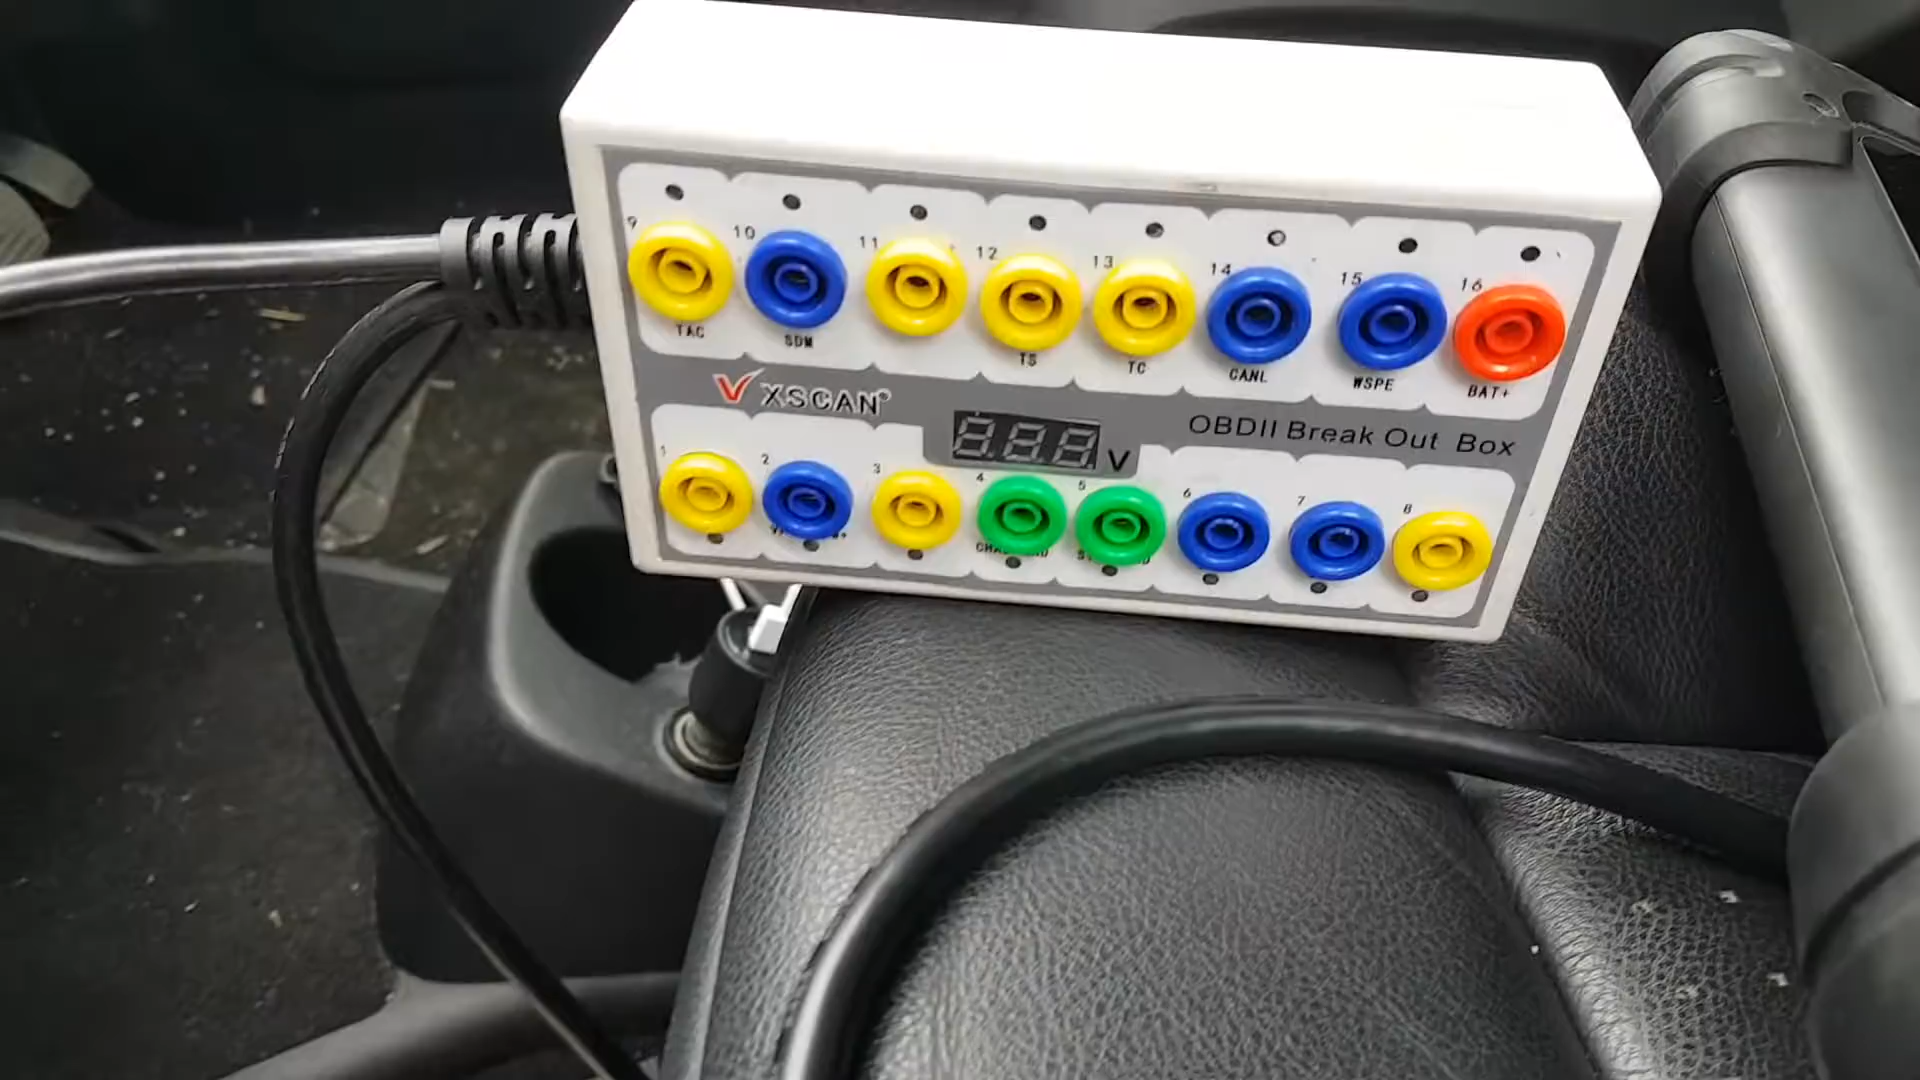 9 10 11 12 13 14 15 16
TAC SDM TS TC CANL WSPE BAT+
VXSCAN® 8.8.8. V OBDII Break Out Box
1 2 3 4 5 6 7 8